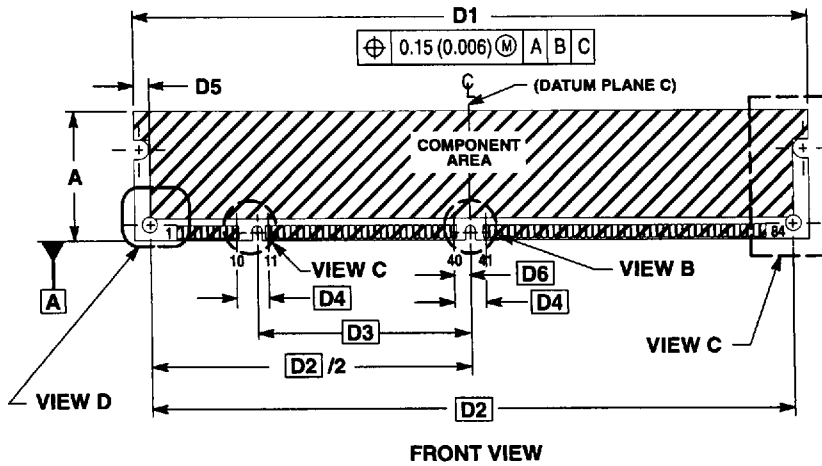 D1
⌖ 0.15 (0.006) Ⓜ A B C
D5
℄ (DATUM PLANE C)
A
COMPONENT
AREA
1
84
10 11
VIEW C
40 41
D6
VIEW B
A
D4
D4
D3
VIEW C
D2 /2
VIEW D
D2
FRONT VIEW